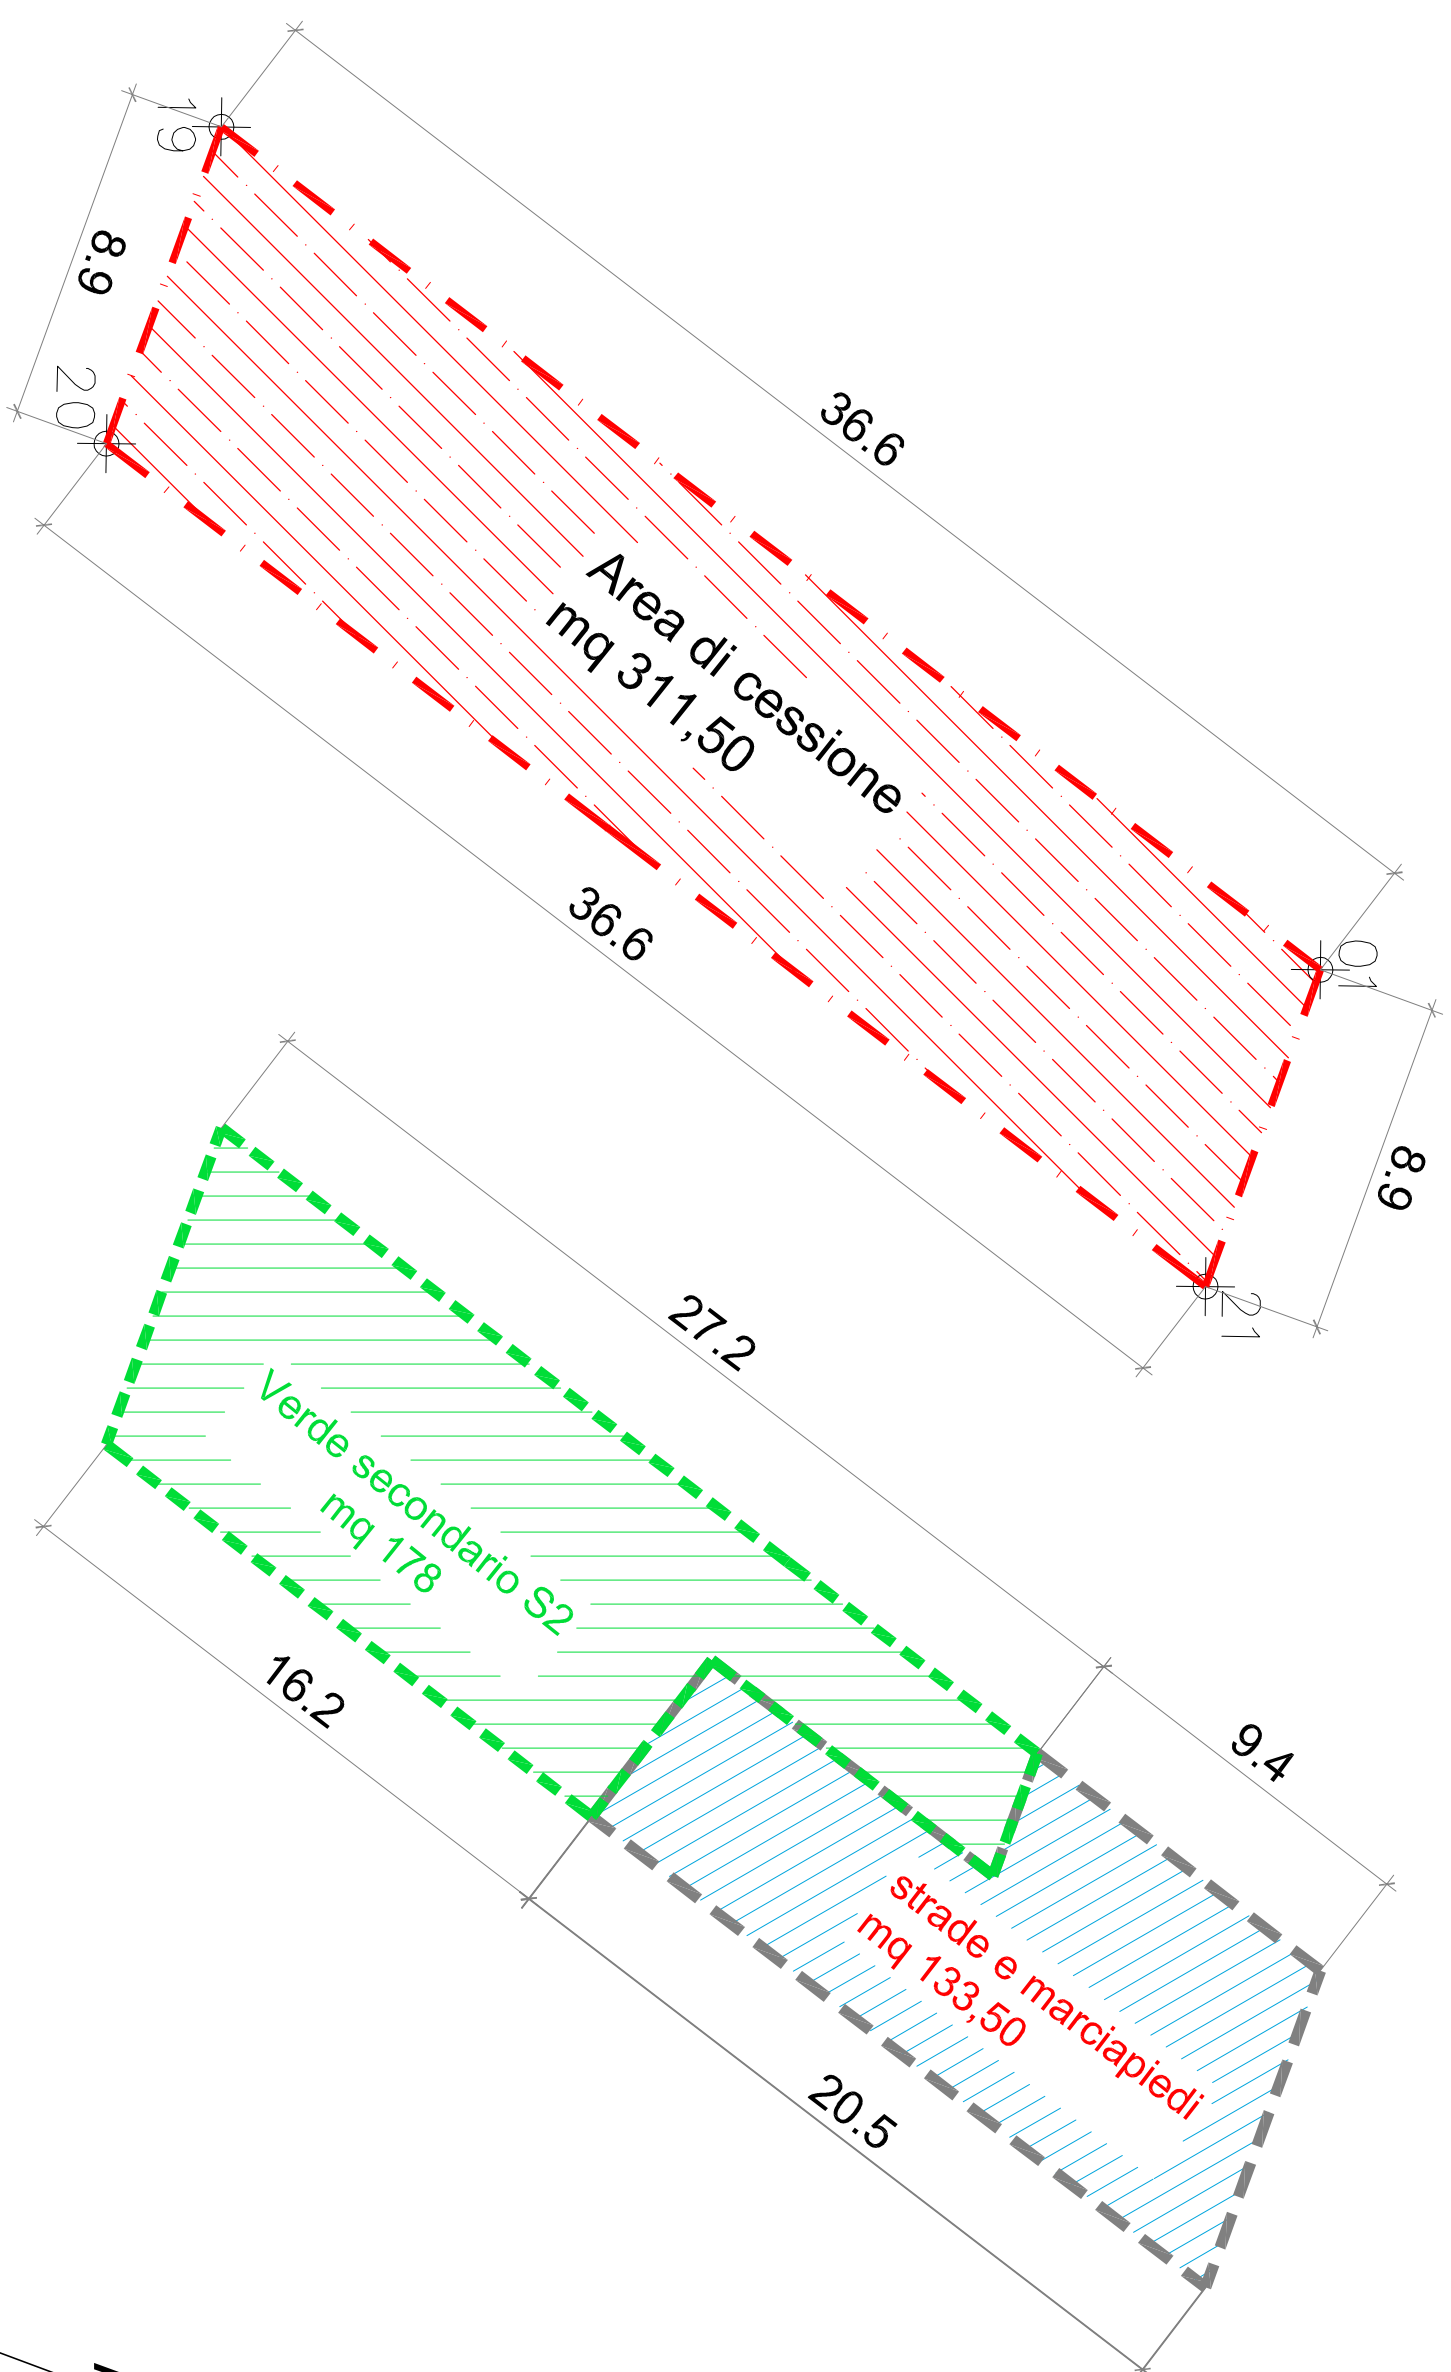 19
8.9
20
36.6
Area di cessione
mq 311,50
36.6
01
8.9
21
27.2
Verde secondario S2
mq 178
16.2
9.4
strade e marciapiedi
mq 133,50
20.5